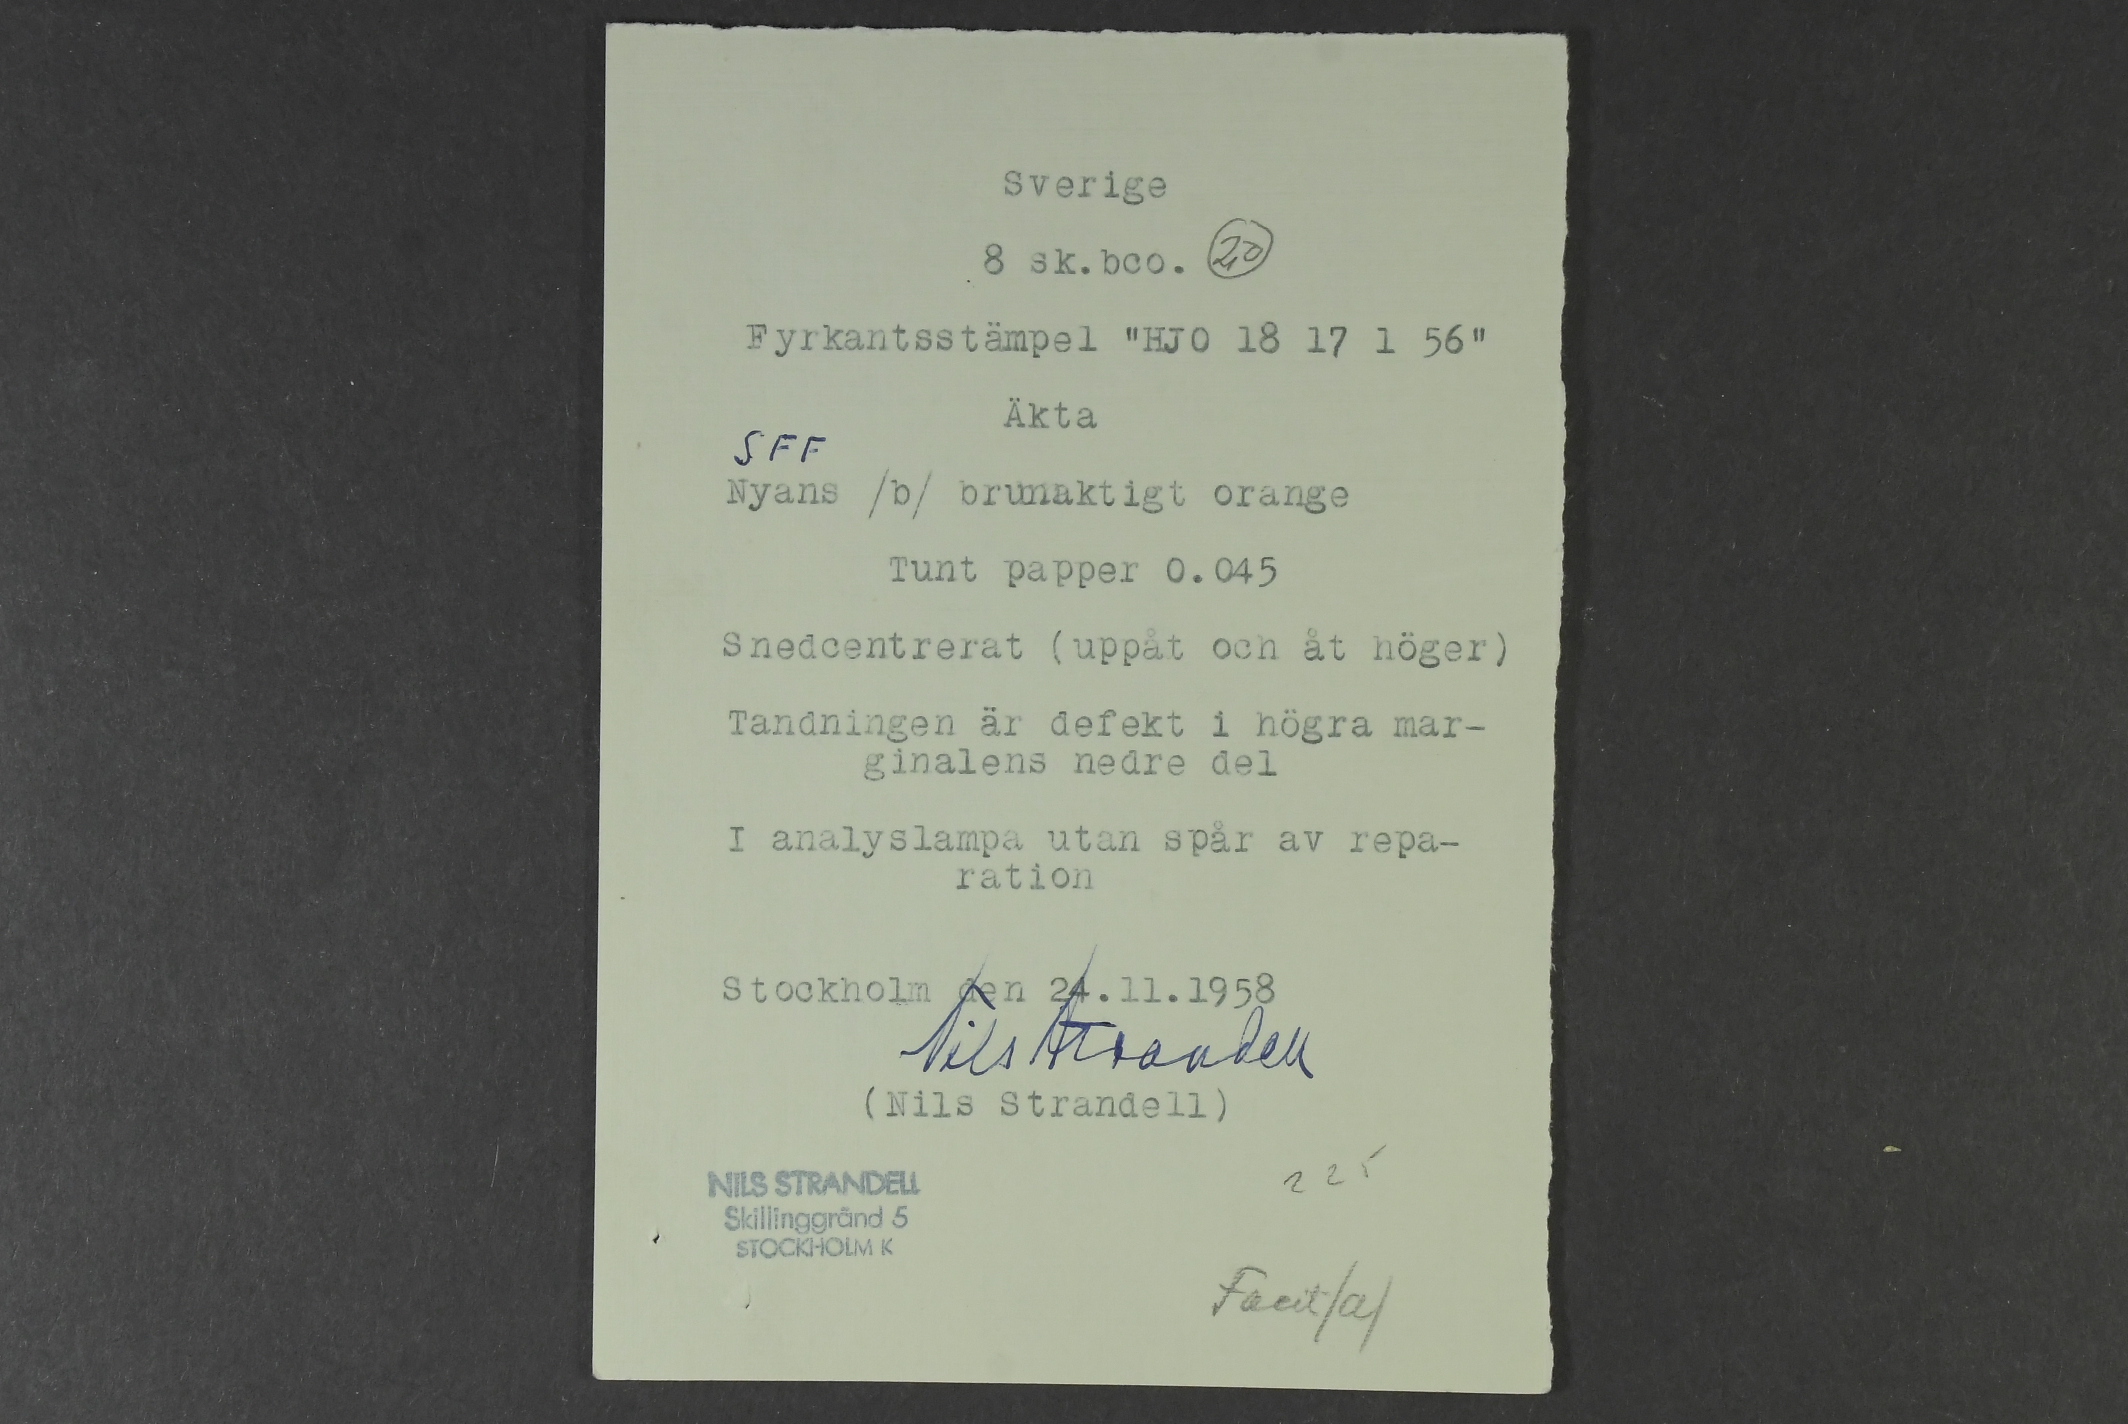 Sverige
8 sk.bco. 20
Fyrkantsstämpel "HJO 18 17 1 56"
Äkta
SFF
Nyans /b/ brunaktigt orange
Tunt papper 0.045
Snedcentrerat (uppåt och åt höger)
Tandningen är defekt i högra mar-
ginalens nedre del
I analyslampa utan spår av repa-
ration
Stockholm den 24.11.1958
Nils Strandell
(Nils Strandell)
225
NILS STRANDELL
Skillinggränd 5
STOCKHOLM K
Facit/a/